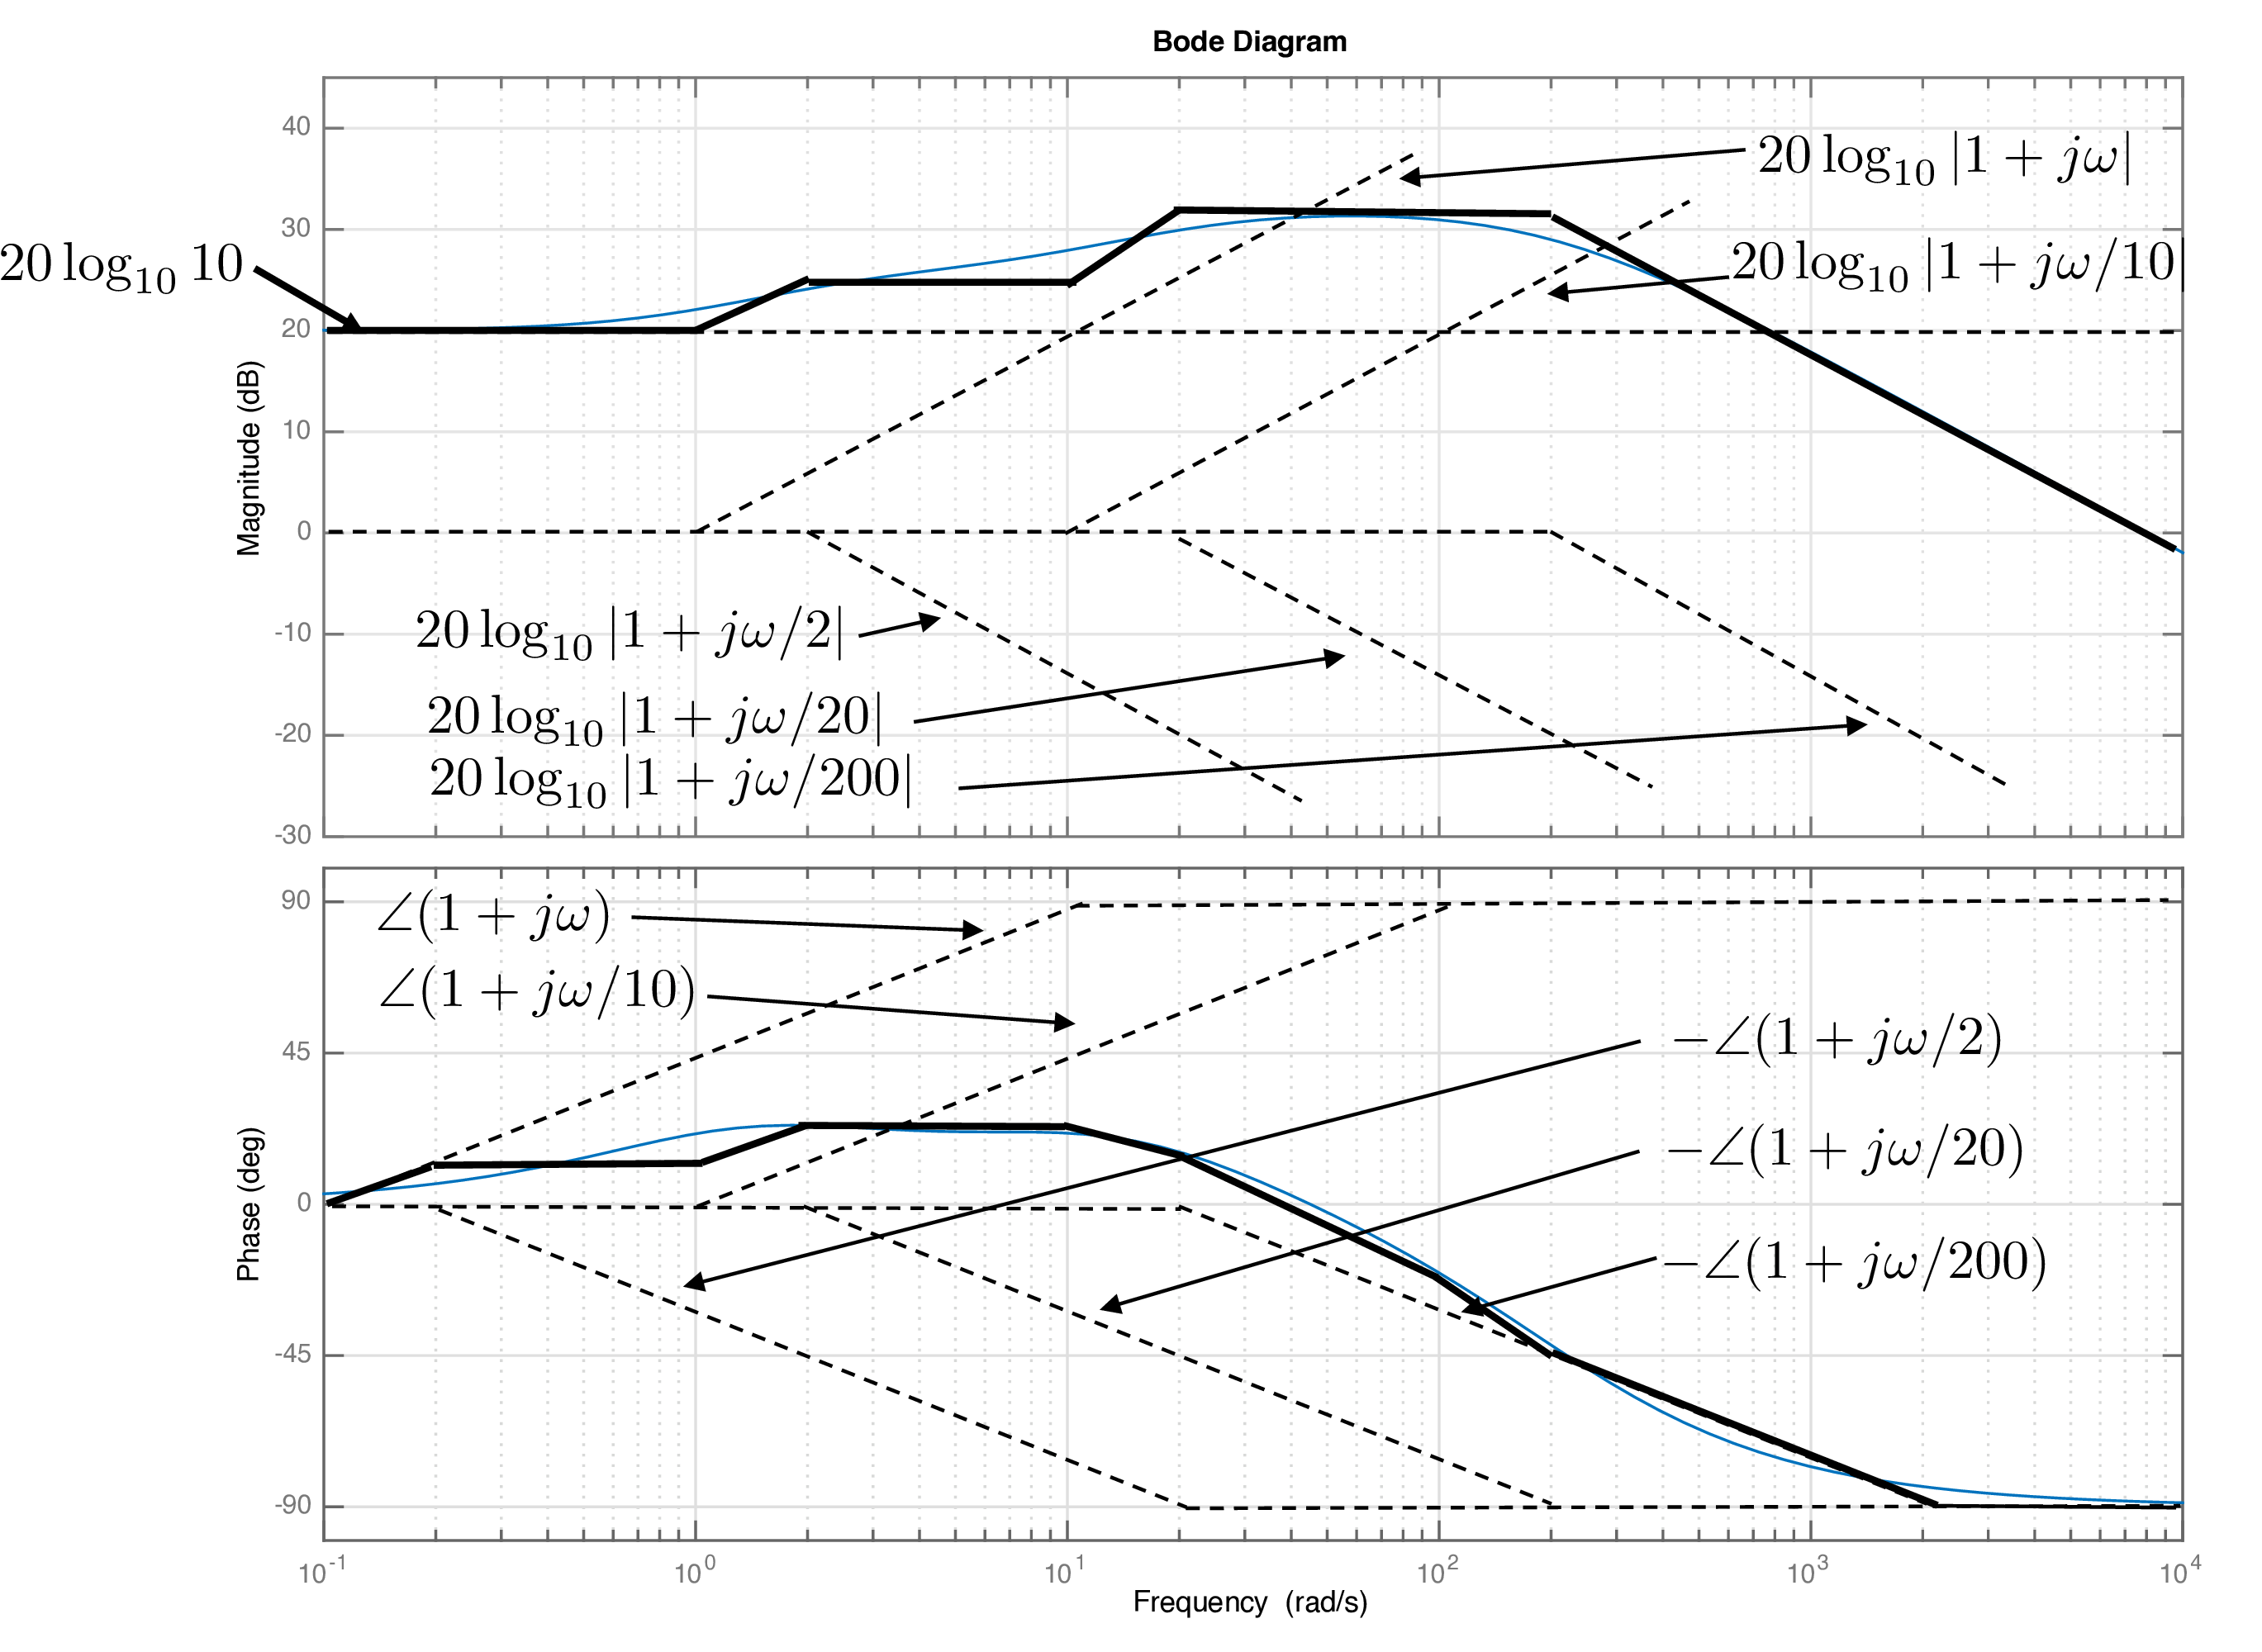 Bode Diagram
40
30
20
10
0
-10
-20
-30
Magnitude (dB)
20 log₁₀ 10
20 log₁₀ |1 + jω|
20 log₁₀ |1 + jω/10|
20 log₁₀ |1 + jω/2|
20 log₁₀ |1 + jω/20|
20 log₁₀ |1 + jω/200|
90
45
0
-45
-90
Phase (deg)
∠(1 + jω)
∠(1 + jω/10)
−∠(1 + jω/2)
−∠(1 + jω/20)
−∠(1 + jω/200)
10⁻¹ 10⁰ 10¹ 10² 10³ 10⁴
Frequency (rad/s)